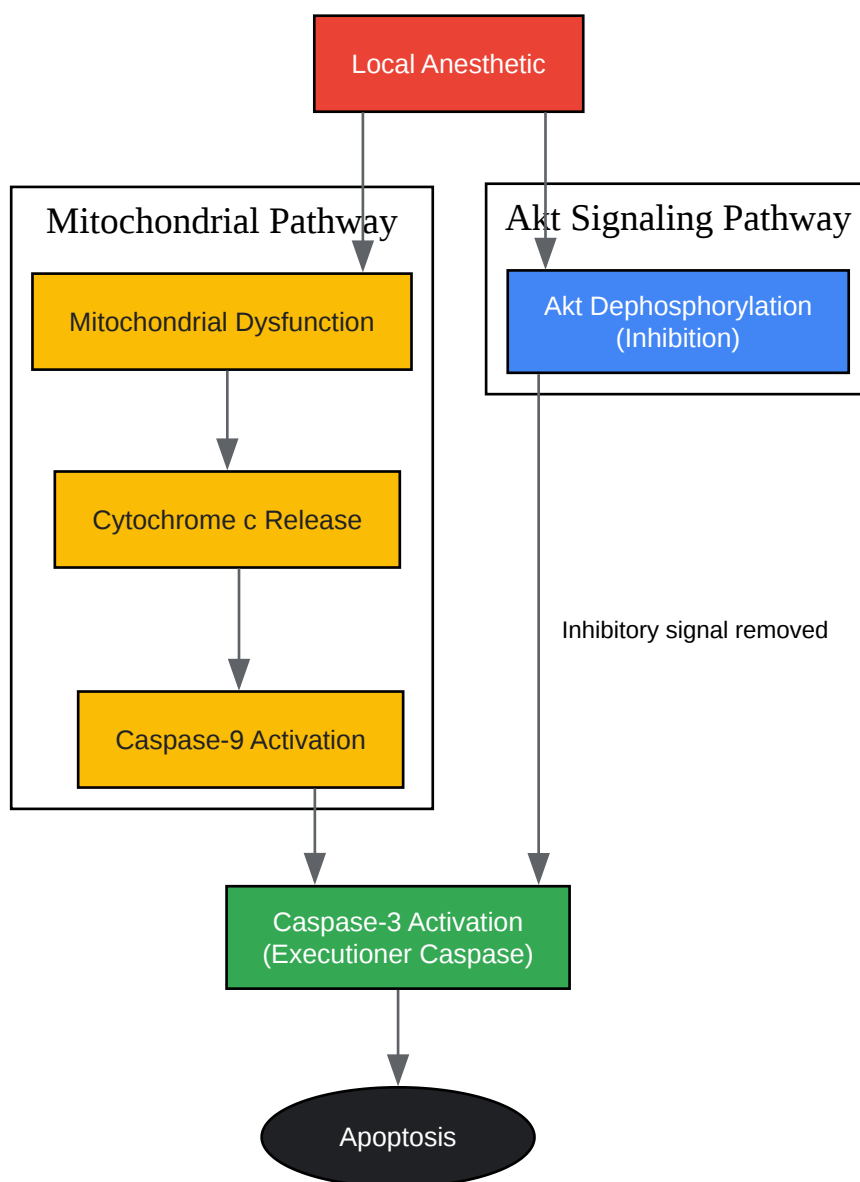 Local Anesthetic
Mitochondrial Pathway
Akt Signaling Pathway
Mitochondrial Dysfunction
Akt Dephosphorylation
(Inhibition)
Cytochrome c Release
Inhibitory signal removed
Caspase-9 Activation
Caspase-3 Activation
(Executioner Caspase)
Apoptosis